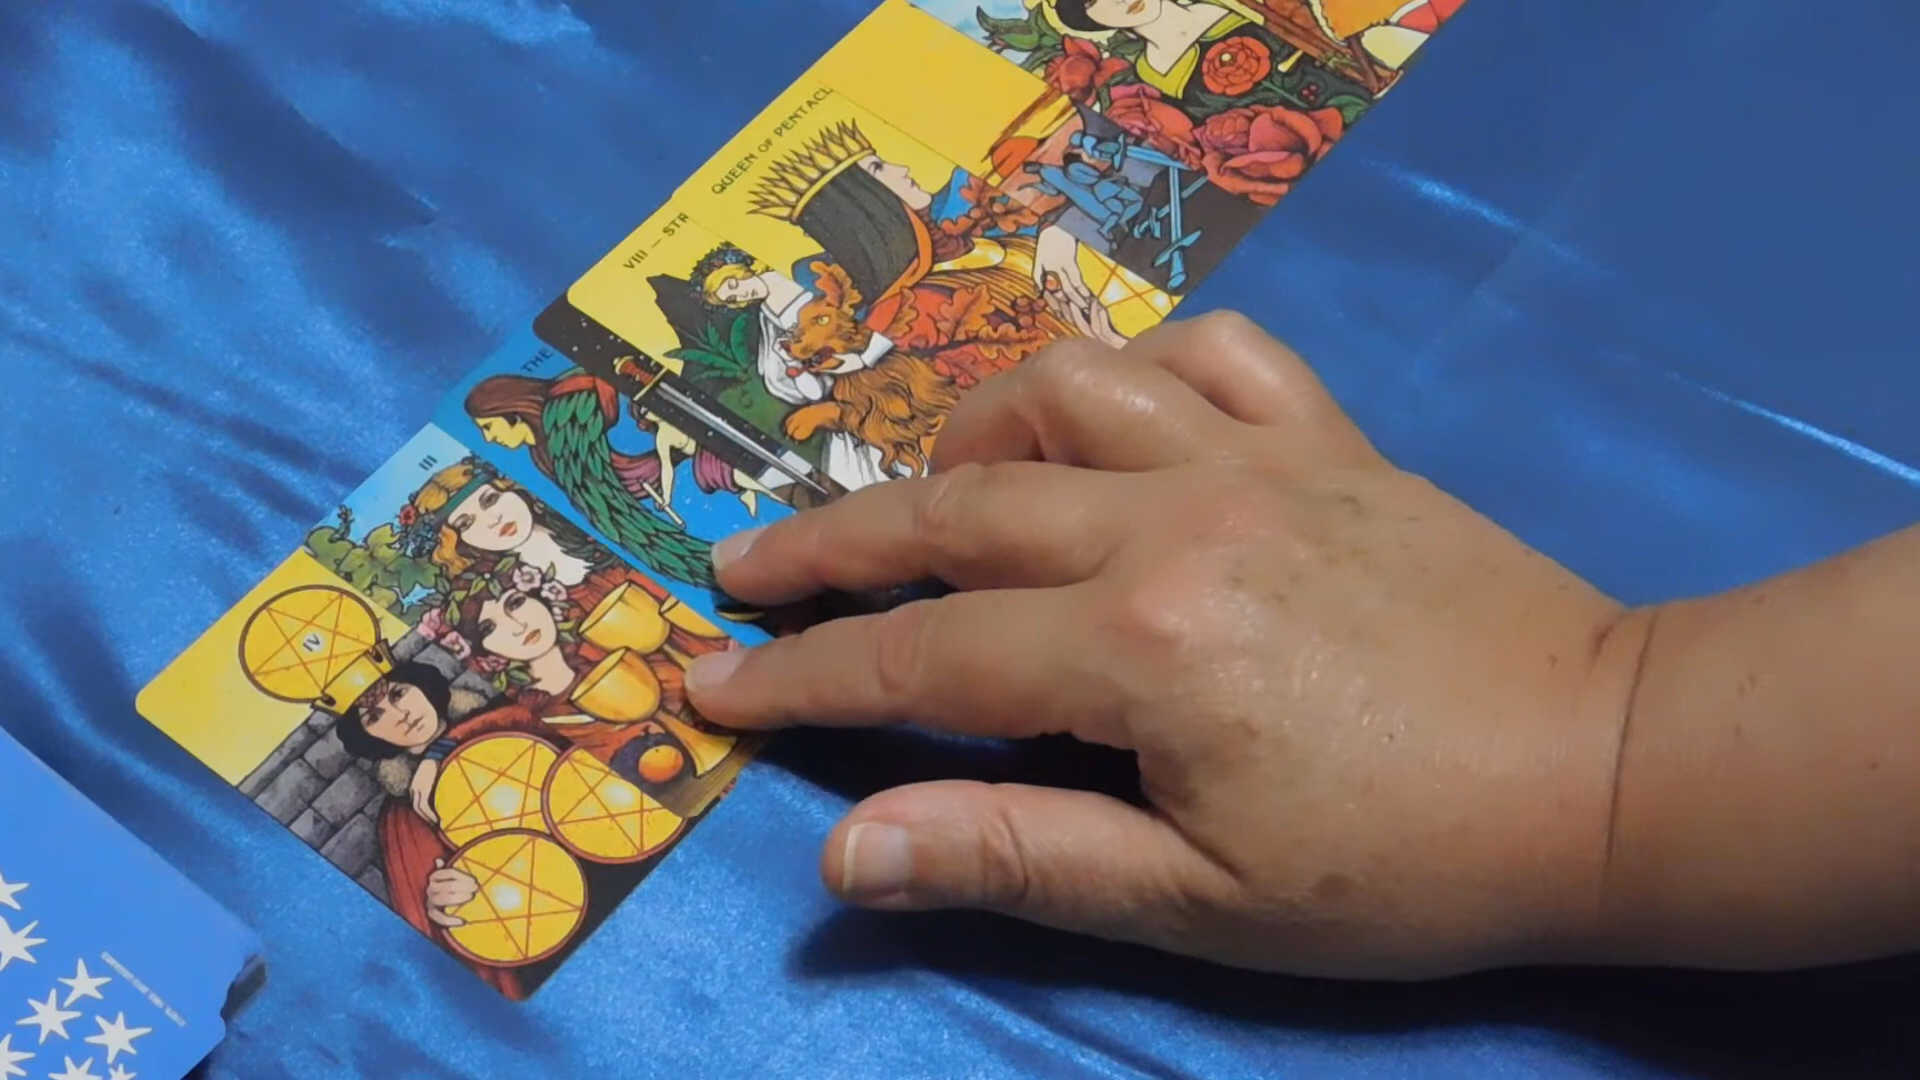 QUEEN OF PENTACL
VIII — STR
THE
III
IV